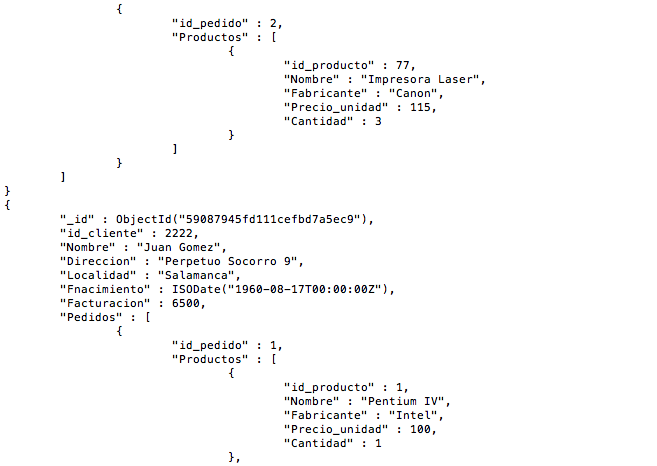 {
"id_pedido" : 2,
"Productos" : [
{
"id_producto" : 77,
"Nombre" : "Impresora Laser",
"Fabricante" : "Canon",
"Precio_unidad" : 115,
"Cantidad" : 3
}
]
}
]
}
{
"_id" : ObjectId("59087945fd111cefbd7a5ec9"),
"id_cliente" : 2222,
"Nombre" : "Juan Gomez",
"Direccion" : "Perpetuo Socorro 9",
"Localidad" : "Salamanca",
"Fnacimiento" : ISODate("1960-08-17T00:00:00Z"),
"Facturacion" : 6500,
"Pedidos" : [
{
"id_pedido" : 1,
"Productos" : [
{
"id_producto" : 1,
"Nombre" : "Pentium IV",
"Fabricante" : "Intel",
"Precio_unidad" : 100,
"Cantidad" : 1
},